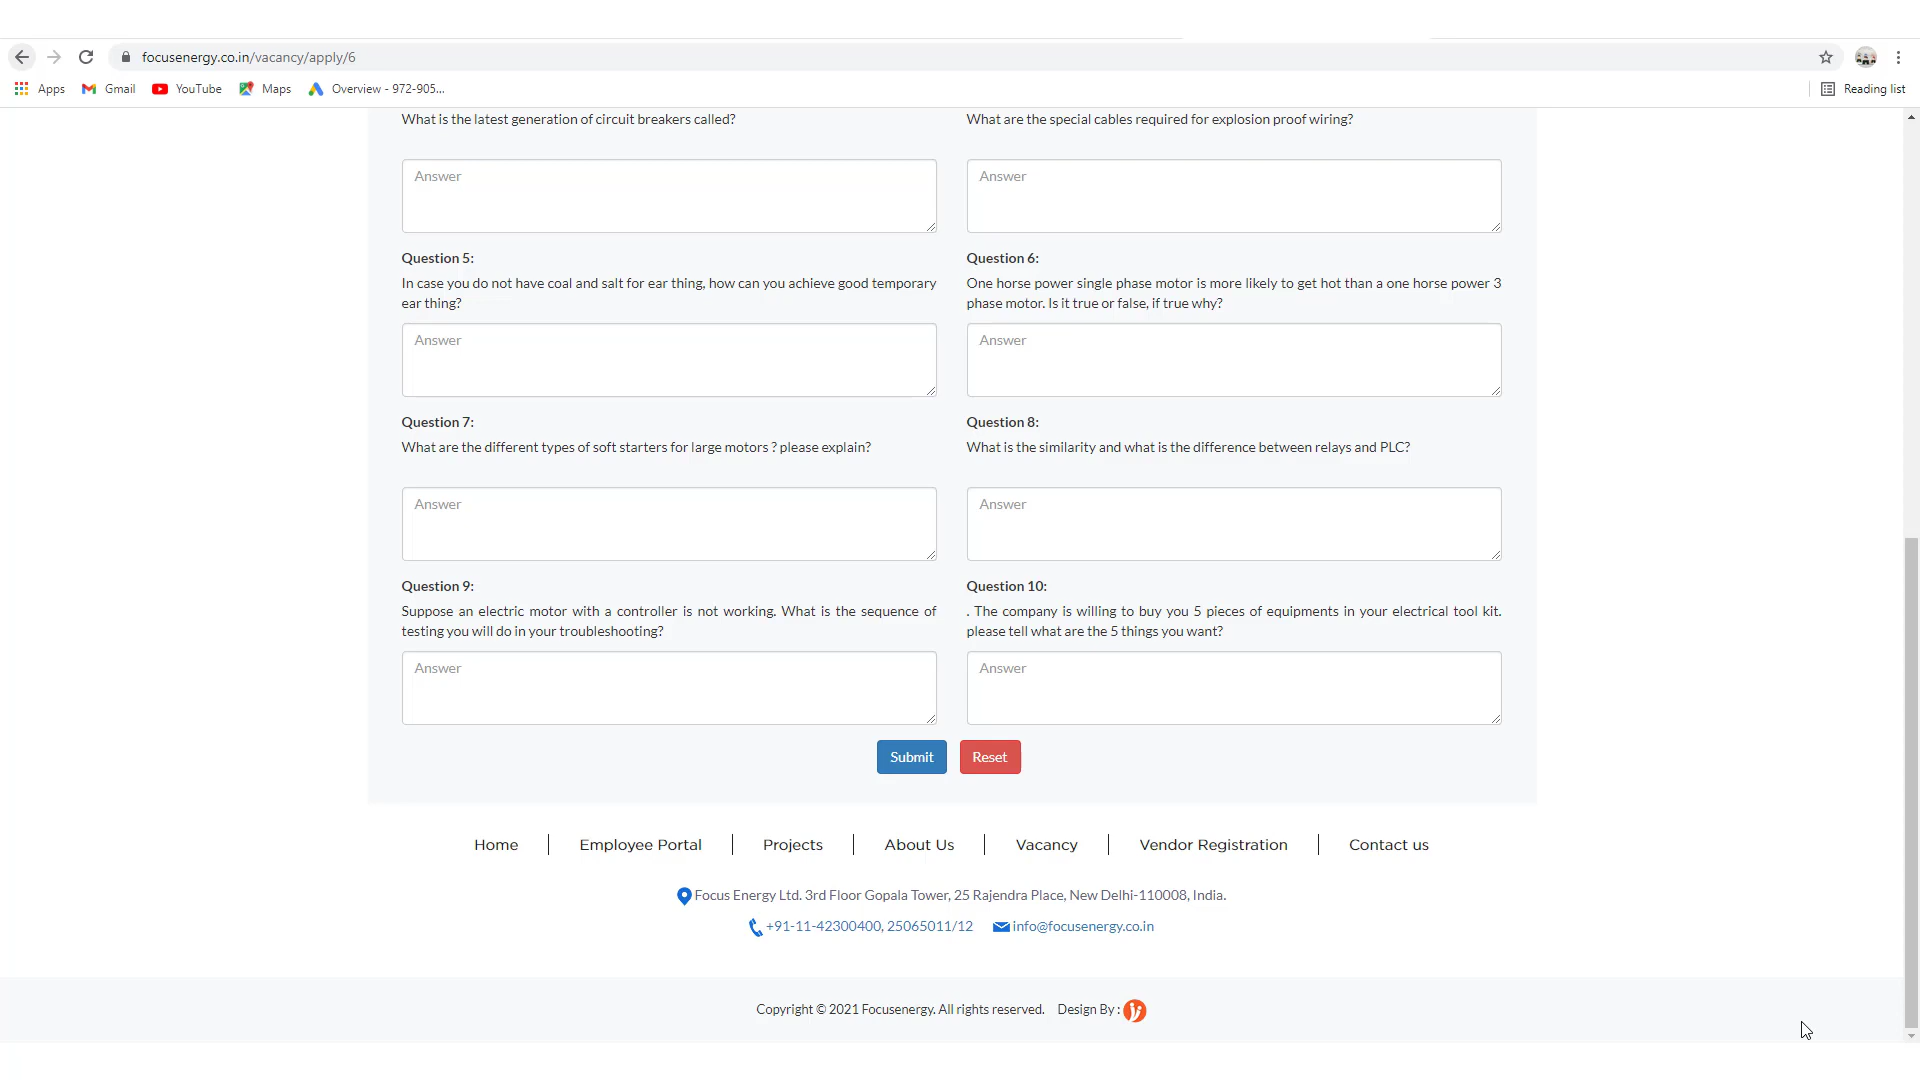 focusenergy.co.in/vacancy/apply/6
Apps Gmail YouTube Maps Overview - 972-905... Reading list
What is the latest generation of circuit breakers called?
What are the special cables required for explosion proof wiring?
Answer
Answer
Question 5:
In case you do not have coal and salt for ear thing, how can you achieve good temporary
ear thing?
Answer
Question 6:
One horse power single phase motor is more likely to get hot than a one horse power 3
phase motor. Is it true or false, if true why?
Answer
Question 7:
What are the different types of soft starters for large motors ? please explain?
Answer
Question 8:
What is the similarity and what is the difference between relays and PLC?
Answer
Question 9:
Suppose an electric motor with a controller is not working. What is the sequence of
testing you will do in your troubleshooting?
Answer
Question 10:
. The company is willing to buy you 5 pieces of equipments in your electrical tool kit.
please tell what are the 5 things you want?
Answer
Submit Reset
Home Employee Portal Projects About Us Vacancy Vendor Registration Contact us
Focus Energy Ltd. 3rd Floor Gopala Tower, 25 Rajendra Place, New Delhi-110008, India.
+91-11-42300400, 25065011/12 info@focusenergy.co.in
Copyright © 2021 Focusenergy. All rights reserved. Design By :